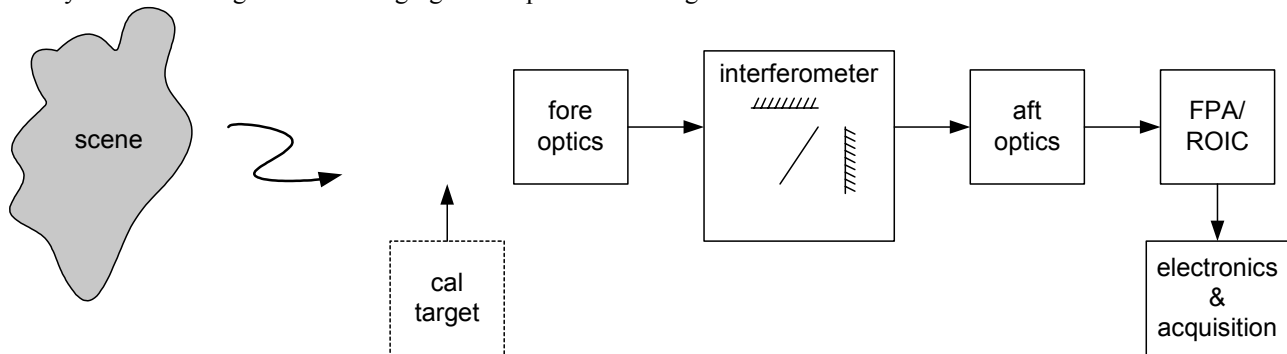 scene
cal
target
fore
optics
interferometer
aft
optics
FPA/
ROIC
electronics
&
acquisition